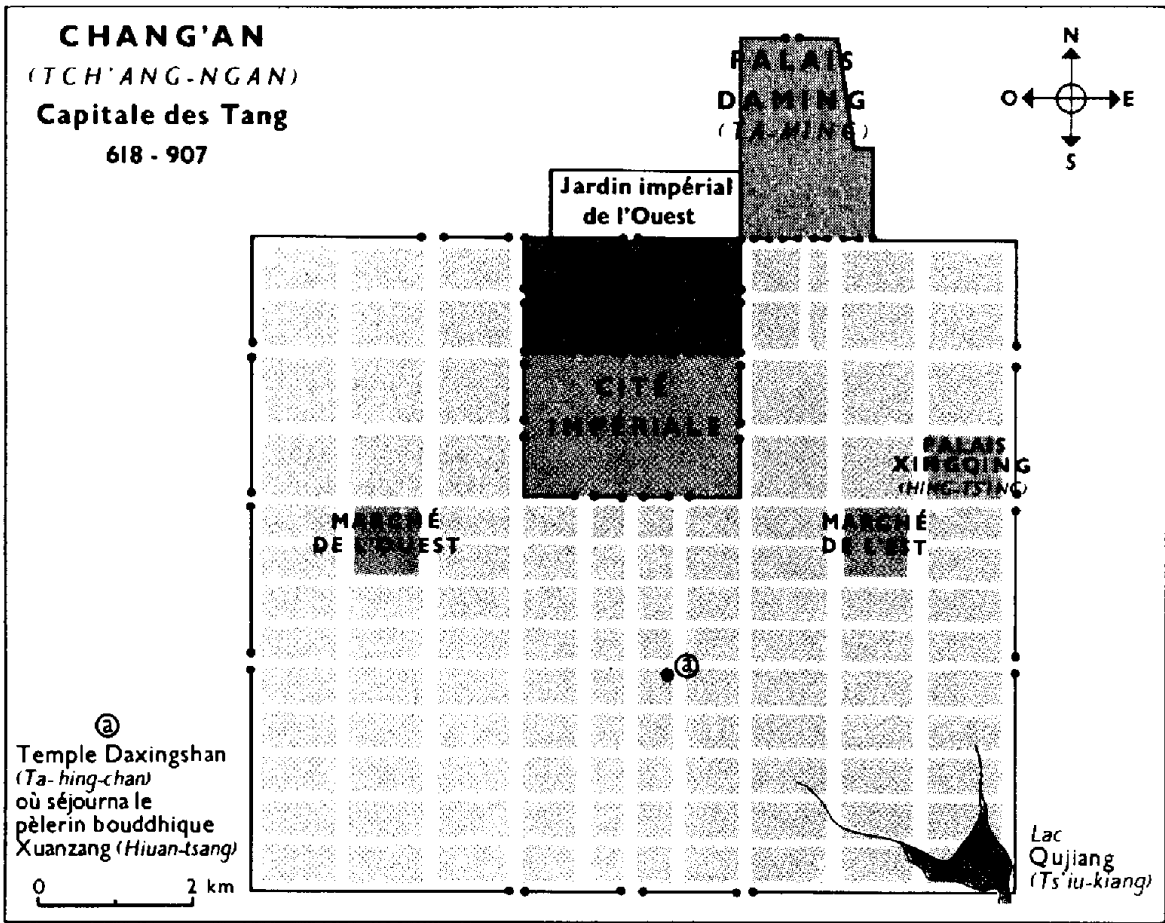 CHANG'AN
(TCH'ANG-NGAN)
Capitale des Tang
618 - 907
PALAIS
DAMING
(TA-MING)
N
O
E
S
Jardin impérial
de l'Ouest
CITÉ
IMPÉRIALE
PALAIS
XINGQING
(HING-TS'ING)
MARCHÉ
DE L'OUEST
MARCHÉ
DE L'EST
a
a
Temple Daxingshan
(Ta-hing-chan)
où séjourna le
pèlerin bouddhique
Xuanzang (Hiuan-tsang)
0 2 km
Lac
Qujiang
(Ts'iu-kiang)